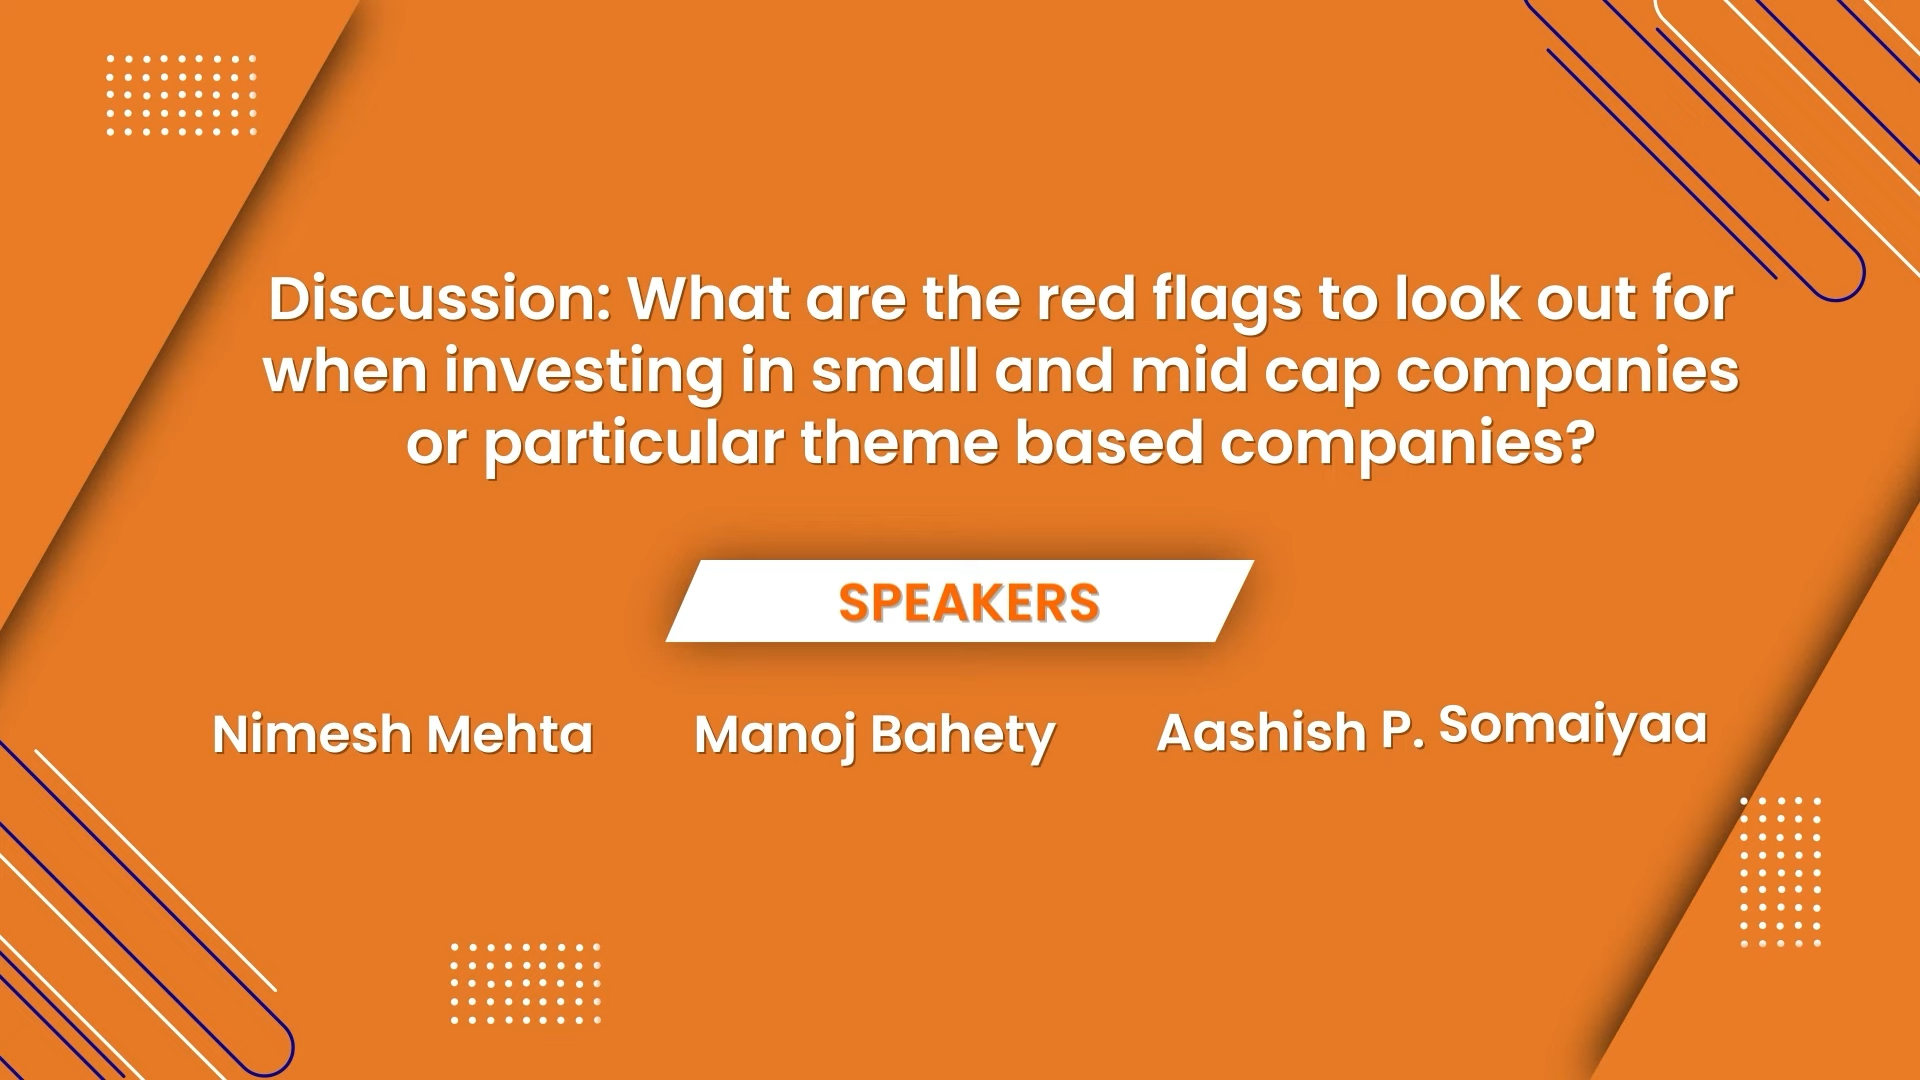 Discussion: What are the red flags to look out for
when investing in small and mid cap companies
or particular theme based companies?
SPEAKERS
Nimesh Mehta Manoj Bahety Aashish P. Somaiyaa